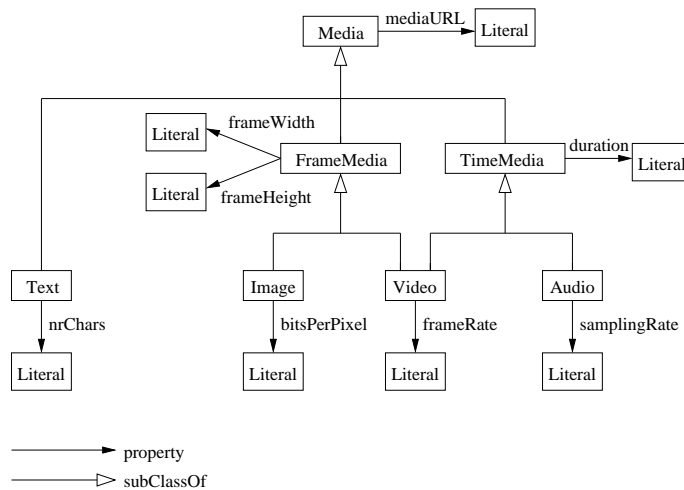 mediaURL
Media
Literal
Literal
frameWidth
FrameMedia
TimeMedia
duration
Literal
Literal
frameHeight
Text
Image
Video
Audio
nrChars
bitsPerPixel
frameRate
samplingRate
Literal
Literal
Literal
Literal
property
subClassOf